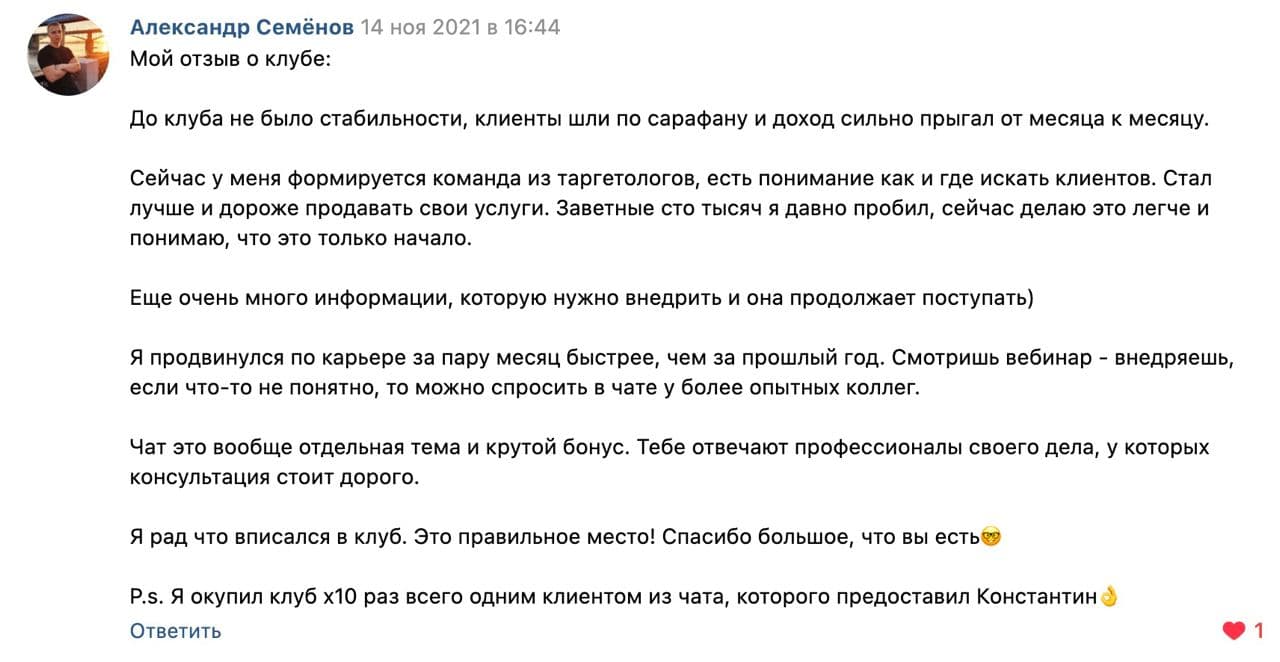 Александр Семёнов 14 ноя 2021 в 16:44
Мой отзыв о клубе:
До клуба не было стабильности, клиенты шли по сарафану и доход сильно прыгал от месяца к месяцу.
Сейчас у меня формируется команда из таргетологов, есть понимание как и где искать клиентов. Стал
лучше и дороже продавать свои услуги. Заветные сто тысяч я давно пробил, сейчас делаю это легче и
понимаю, что это только начало.
Еще очень много информации, которую нужно внедрить и она продолжает поступать)
Я продвинулся по карьере за пару месяц быстрее, чем за прошлый год. Смотришь вебинар - внедряешь,
если что-то не понятно, то можно спросить в чате у более опытных коллег.
Чат это вообще отдельная тема и крутой бонус. Тебе отвечают профессионалы своего дела, у которых
консультация стоит дорого.
Я рад что вписался в клуб. Это правильное место! Спасибо большое, что вы есть🤓
P.s. Я окупил клуб х10 раз всего одним клиентом из чата, которого предоставил Константин👌
Ответить
1